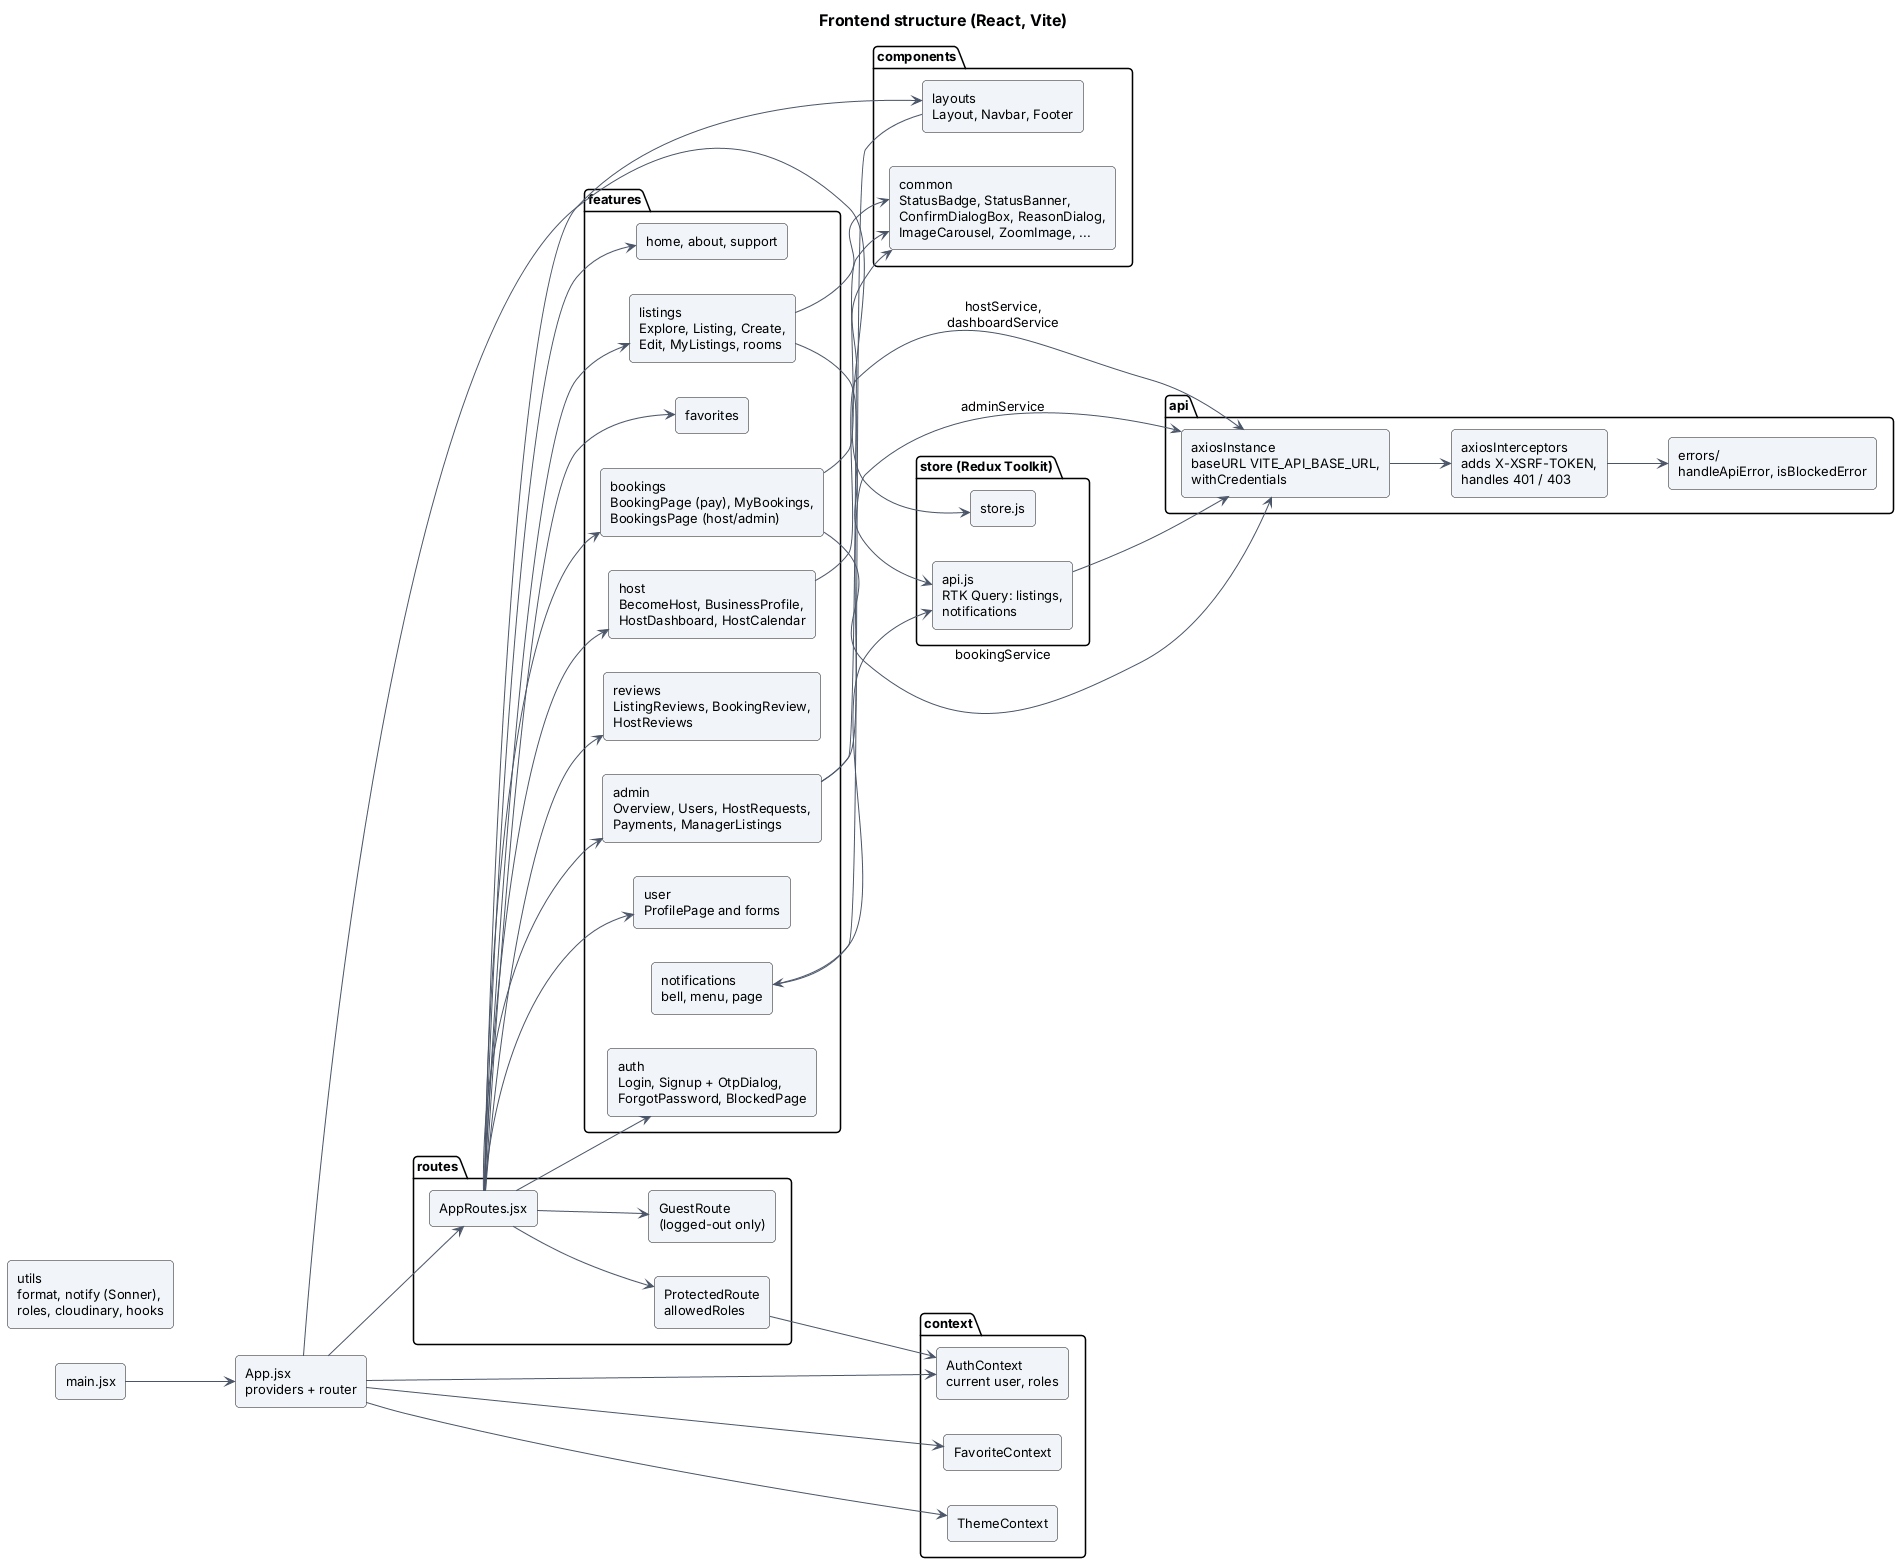 Frontend structure (React, Vite)
components
layouts
Layout, Navbar, Footer
common
StatusBadge, StatusBanner,
ConfirmDialogBox, ReasonDialog,
ImageCarousel, ZoomImage, ...
features
home, about, support
listings
Explore, Listing, Create,
Edit, MyListings, rooms
favorites
bookings
BookingPage (pay), MyBookings,
BookingsPage (host/admin)
host
BecomeHost, BusinessProfile,
HostDashboard, HostCalendar
reviews
ListingReviews, BookingReview,
HostReviews
admin
Overview, Users, HostRequests,
Payments, ManagerListings
user
ProfilePage and forms
notifications
bell, menu, page
auth
Login, Signup + OtpDialog,
ForgotPassword, BlockedPage
hostService,
dashboardService
adminService
store (Redux Toolkit)
store.js
api.js
RTK Query: listings,
notifications
bookingService
api
axiosInstance
baseURL VITE_API_BASE_URL,
withCredentials
axiosInterceptors
adds X-XSRF-TOKEN,
handles 401 / 403
errors/
handleApiError, isBlockedError
routes
AppRoutes.jsx
GuestRoute
(logged-out only)
ProtectedRoute
allowedRoles
utils
format, notify (Sonner),
roles, cloudinary, hooks
main.jsx
App.jsx
providers + router
context
AuthContext
current user, roles
FavoriteContext
ThemeContext